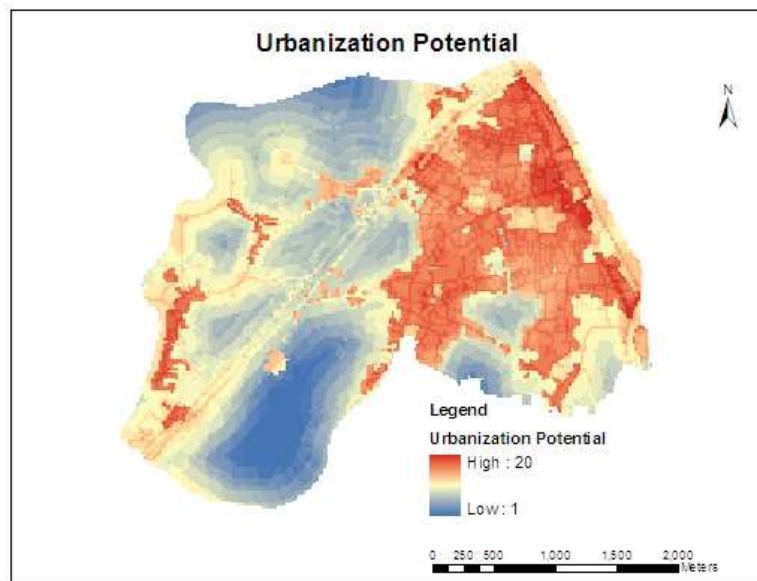 Urbanization Potential
N
Legend
Urbanization Potential
High : 20
Low : 1
0 250 500 1,000 1,500 2,000
Meters